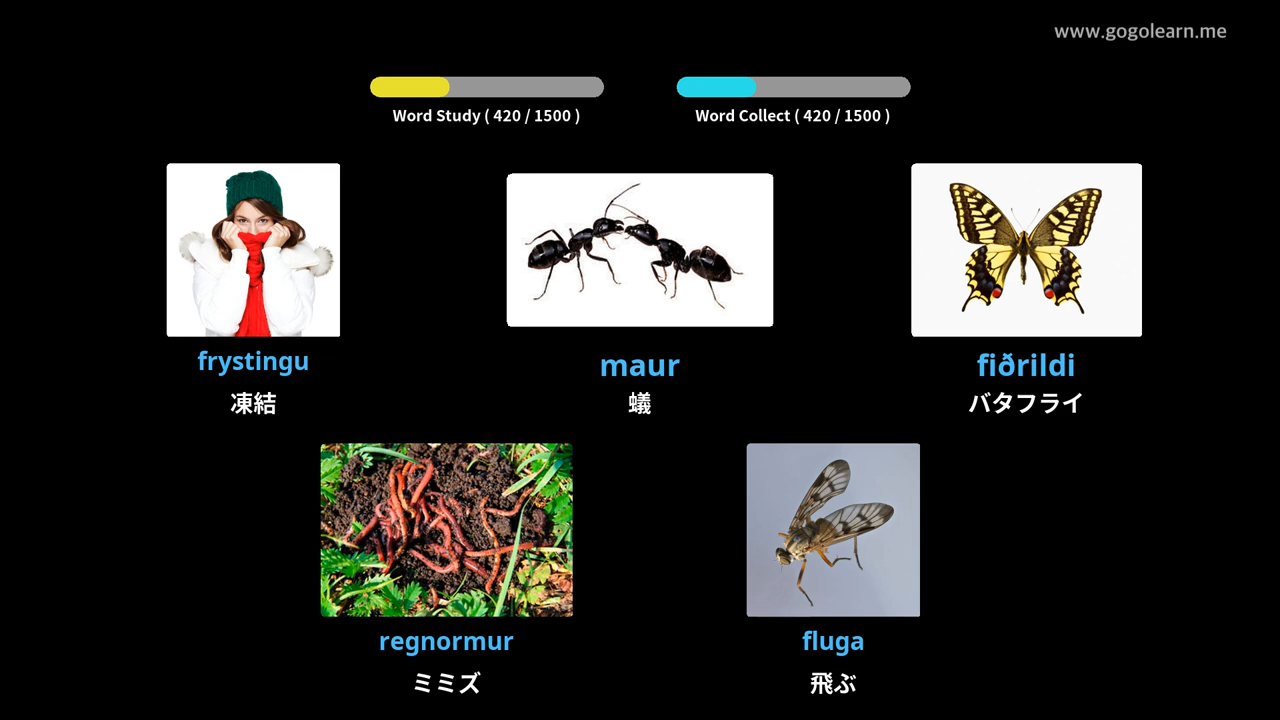 www.gogolearn.me
Word Study ( 420 / 1500 )
Word Collect ( 420 / 1500 )
frystingu
凍結
maur
蟻
fiðrildi
バタフライ
regnormur
ミミズ
fluga
飛ぶ